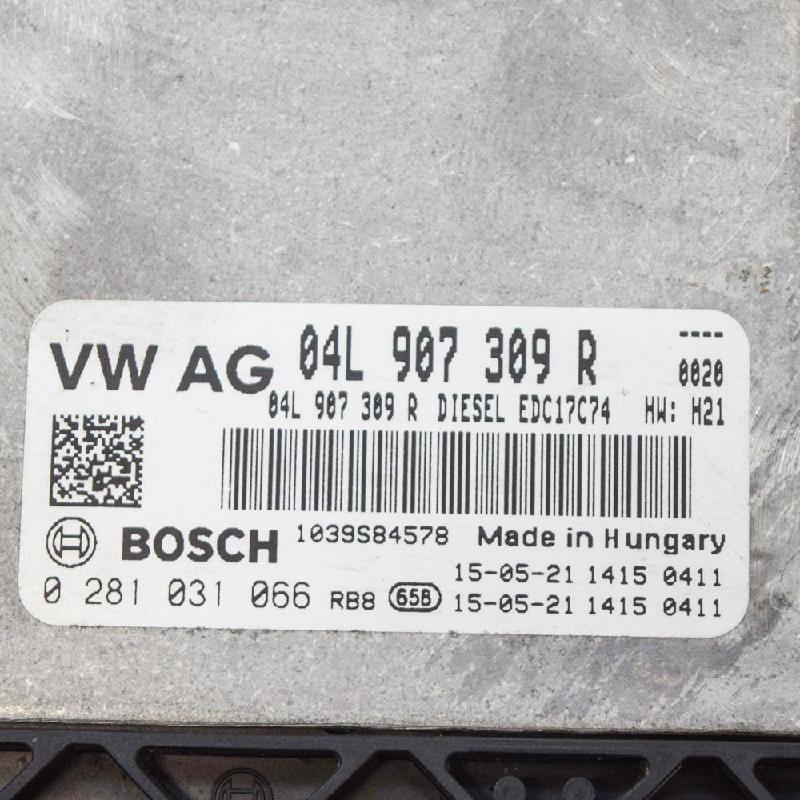 VW AG 04L 907 309 R ----
0020
04L 907 309 R DIESEL EDC17C74 HW: H21
BOSCH 1039S84578 Made in Hungary
15-05-21 1415 0411
0 281 031 066 RB8 658 15-05-21 1415 0411